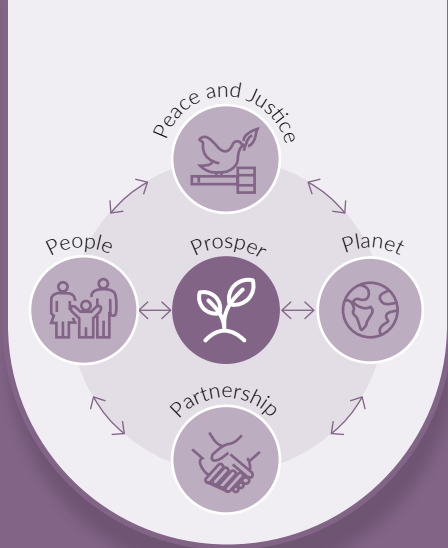 Peace and Justice
People
Prosper
Planet
Partnership